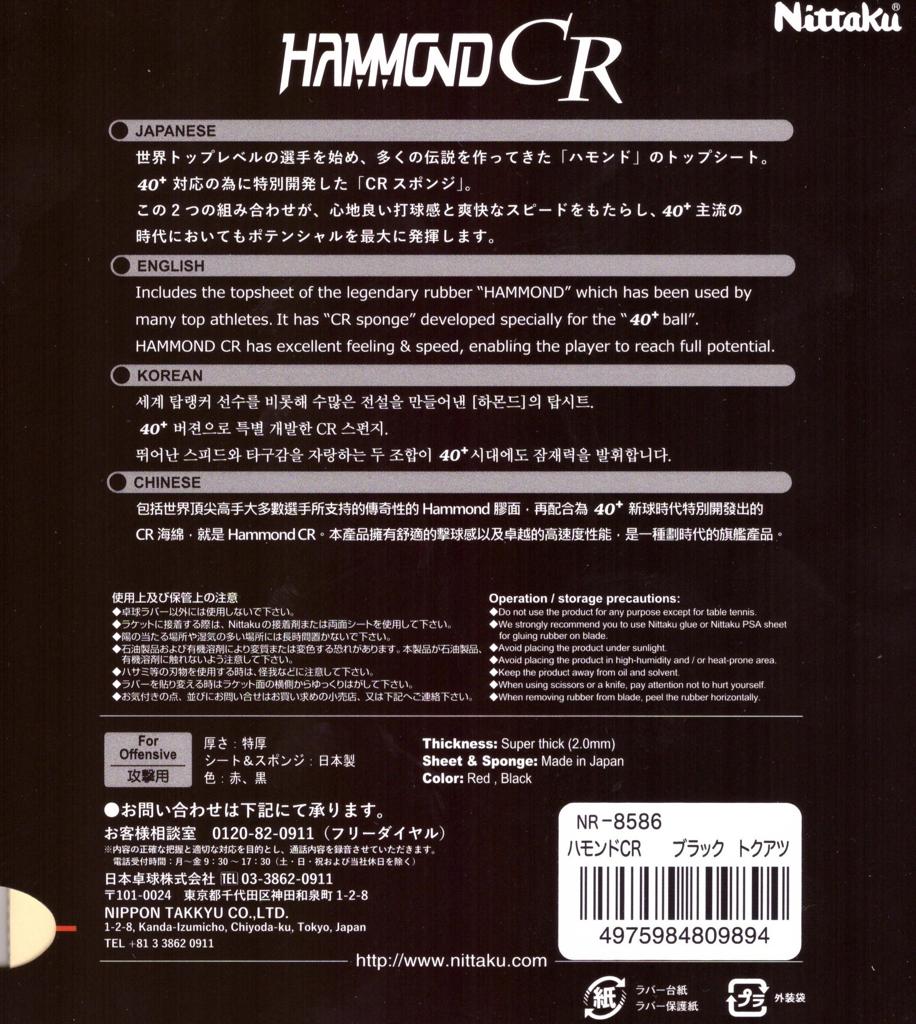 Nittaku®
HAMMOND CR
JAPANESE
世界トップレベルの選手を始め、多くの伝説を作ってきた「ハモンド」のトップシート。
40+ 対応の為に特別開発した「CR スポンジ」。
この2つの組み合わせが、心地良い打球感と爽快なスピードをもたらし、40+ 主流の
時代においてもポテンシャルを最大に発揮します。
ENGLISH
Includes the topsheet of the legendary rubber "HAMMOND" which has been used by
many top athletes. It has "CR sponge" developed specially for the " 40+ ball".
HAMMOND CR has excellent feeling & speed, enabling the player to reach full potential.
KOREAN
세계 탑랭커 선수를 비롯해 수많은 전설을 만들어낸 [하몬드]의 탑시트.
40+ 버젼으로 특별 개발한 CR 스펀지.
뛰어난 스피드와 타구감을 자랑하는 두 조합이 40+시대에도 잠재력을 발휘합니다.
CHINESE
包括世界頂尖高手大多數選手所支持的傳奇性的 Hammond 膠面，再配合為 40+ 新球時代特別開發出的
CR 海綿，就是 Hammond CR。本產品擁有舒適的擊球感以及卓越的高速度性能，是一種劃時代的旗艦產品。
使用上及び保管上の注意
◆卓球ラバー以外には使用しないで下さい。
◆ラケットに接着する際は、Nittakuの接着剤または両面シートを使用して下さい。
◆陽の当たる場所や湿気の多い場所には長時間置かないで下さい。
◆石油製品および有機溶剤により変質または変色する恐れがあります。本製品が石油製品、
有機溶剤に触れないよう注意して下さい。
◆ハサミ等の刃物を使用する時は、怪我などに注意して下さい。
◆ラバーを貼り変える時はラケット面の横側からゆっくりはがして下さい。
◆お気付きの点、並びにお問い合せはお買い求めの小売店、又は下記へご連絡下さい。
Operation / storage precautions:
◆Do not use the product for any purpose except for table tennis.
◆We strongly recommend you to use Nittaku glue or Nittaku PSA sheet
for gluing rubber on blade.
◆Avoid placing the product under sunlight.
◆Avoid placing the product in high-humidity and / or heat-prone area.
◆Keep the product away from oil and solvent.
◆When using scissors or a knife, pay attention not to hurt yourself.
◆When removing rubber from blade, peel the rubber horizontally.
For
Offensive
攻撃用
厚さ：特厚
シート&スポンジ：日本製
色：赤、黒
Thickness: Super thick (2.0mm)
Sheet & Sponge: Made in Japan
Color: Red , Black
●お問い合わせは下記にて承ります。
お客様相談室 0120-82-0911（フリーダイヤル）
※内容の正確な把握と適切な対応を目的とし、通話内容を録音させていただきます。
電話受付時間：月～金 9：30 ～ 17：30（土・日・祝および当社休日を除く）
日本卓球株式会社 TEL 03-3862-0911
〒101-0024 東京都千代田区神田和泉町 1-2-8
NIPPON TAKKYU CO.,LTD.
1-2-8, Kanda-Izumicho, Chiyoda-ku, Tokyo, Japan
TEL +81 3 3862 0911
http://www.nittaku.com
NR-8586
ハモンドCR ブラック トクアツ
4975984809894
紙
ラバー台紙
ラバー保護紙
プラ
外装袋